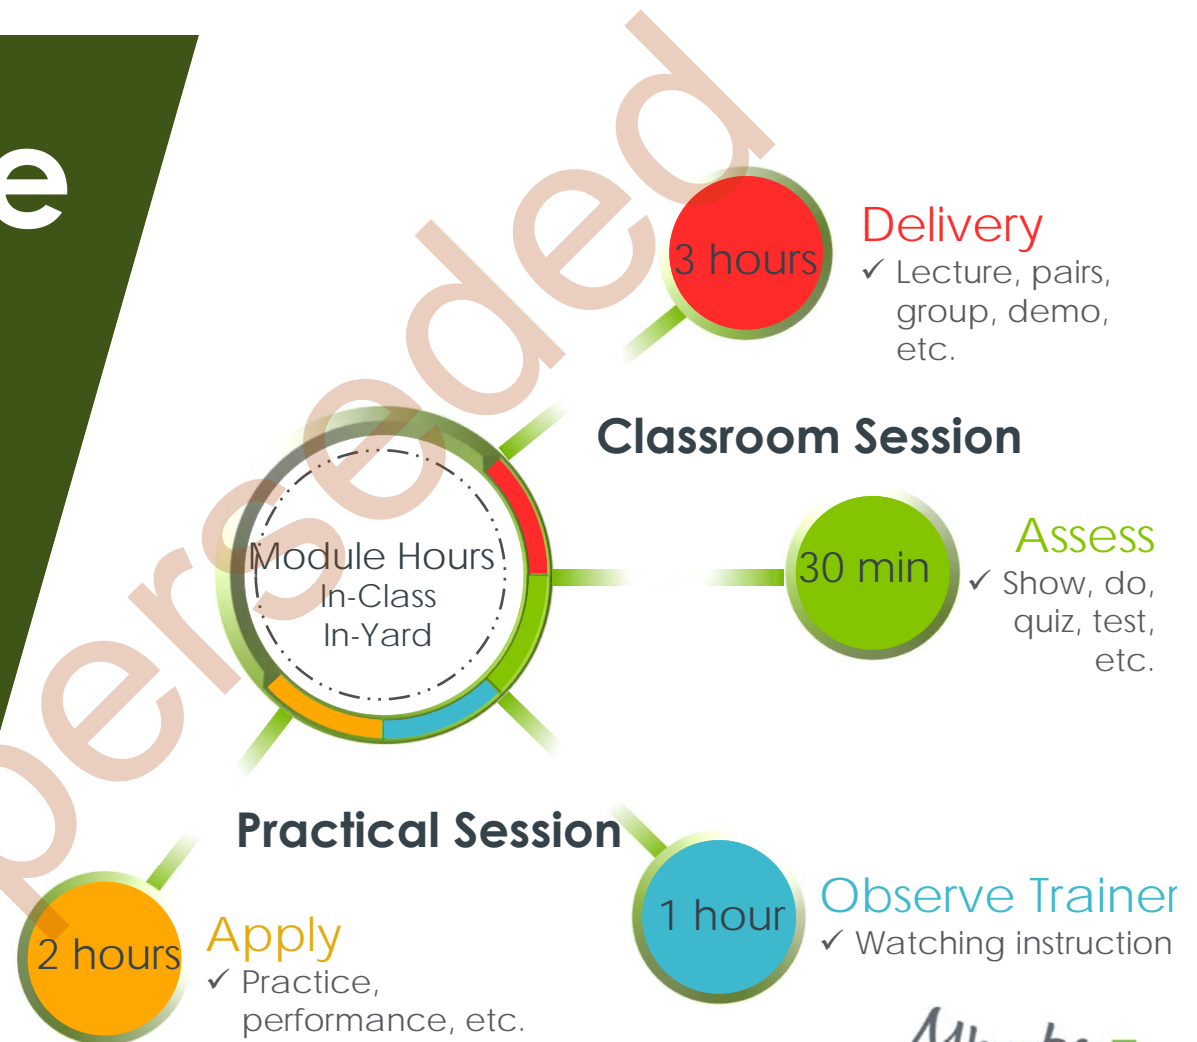 e
3 hours
Delivery
✓ Lecture, pairs,
group, demo,
etc.
Classroom Session
Module Hours
In-Class
In-Yard
30 min
Assess
✓ Show, do,
quiz, test,
etc.
Practical Session
2 hours
Apply
✓ Practice,
performance, etc.
1 hour
Observe Trainer
✓ Watching instruction
perseded